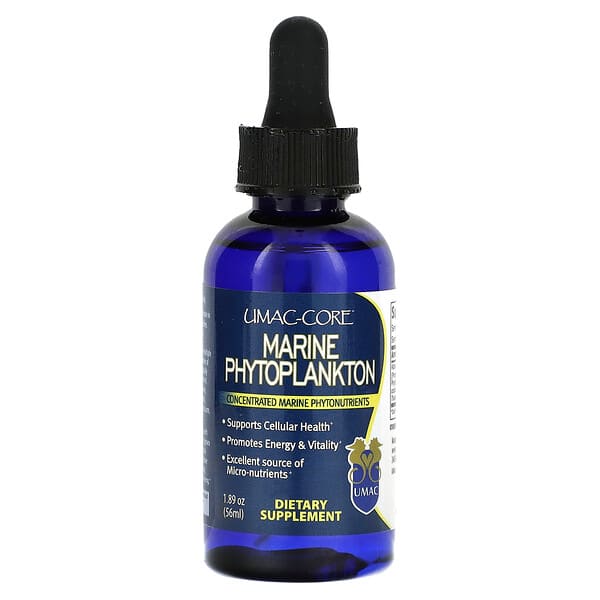 UMAC-CORE™
MARINE
PHYTOPLANKTON
CONCENTRATED MARINE PHYTONUTRIENTS
• Supports Cellular Health*
• Promotes Energy & Vitality*
• Excellent source of
Micro-nutrients*
UMAC
1.89 oz
(56ml)
DIETARY
SUPPLEMENT